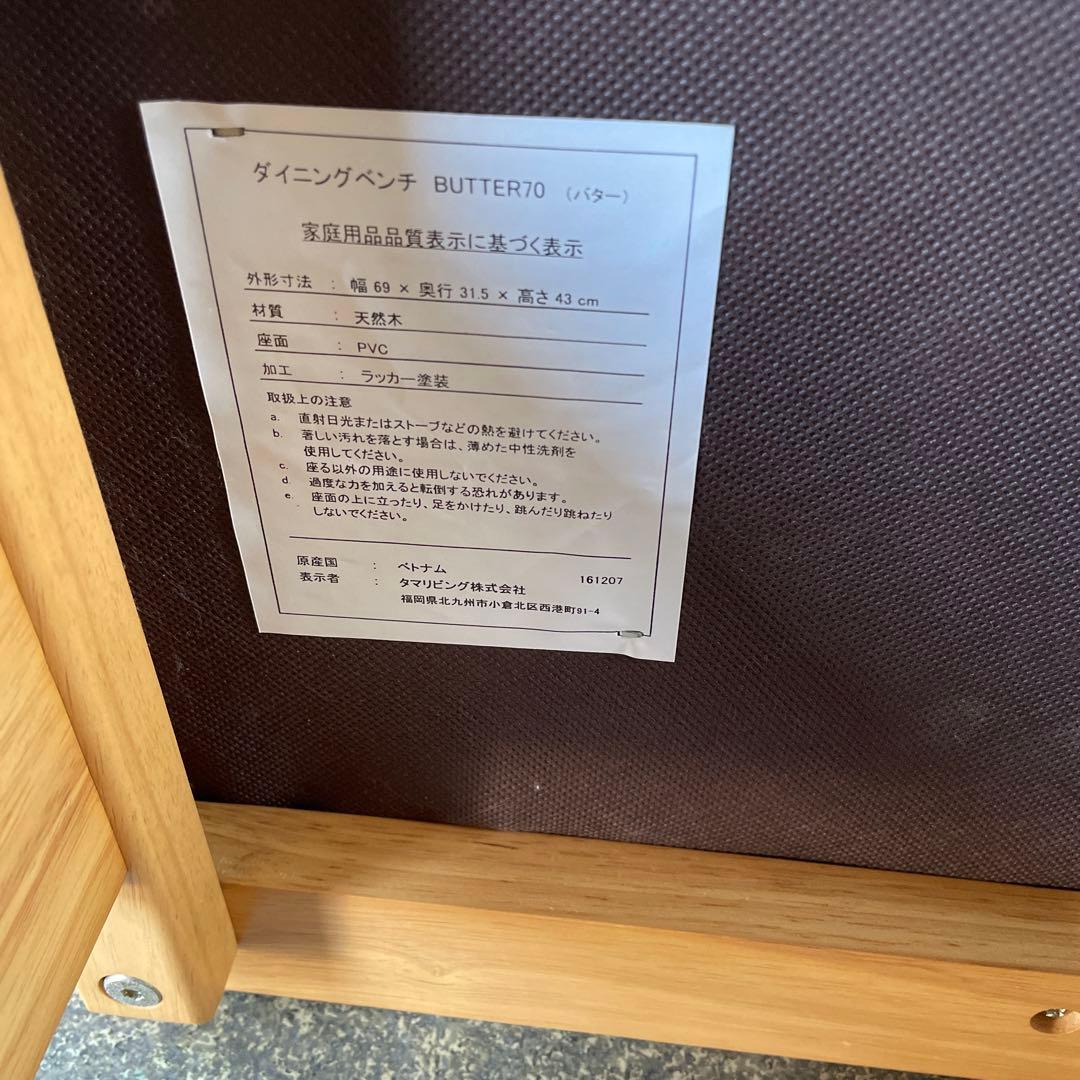 ダイニングベンチ BUTTER70 （バター）
家庭用品品質表示に基づく表示
外形寸法 : 幅 69 × 奥行 31.5 × 高さ 43 cm
材質 : 天然木
座面 : PVC
加工 : ラッカー塗装
取扱上の注意
a. 直射日光またはストーブなどの熱を避けてください。
b. 著しい汚れを落とす場合は、薄めた中性洗剤を
使用してください。
c. 座る以外の用途に使用しないでください。
d 過度な力を加えると転倒する恐れがあります。
e. 座面の上に立ったり、足をかけたり、跳んだり跳ねたり
しないでください。
原産国 : ベトナム 161207
表示者 : タマリビング株式会社
福岡県北九州市小倉北区西港町91-4